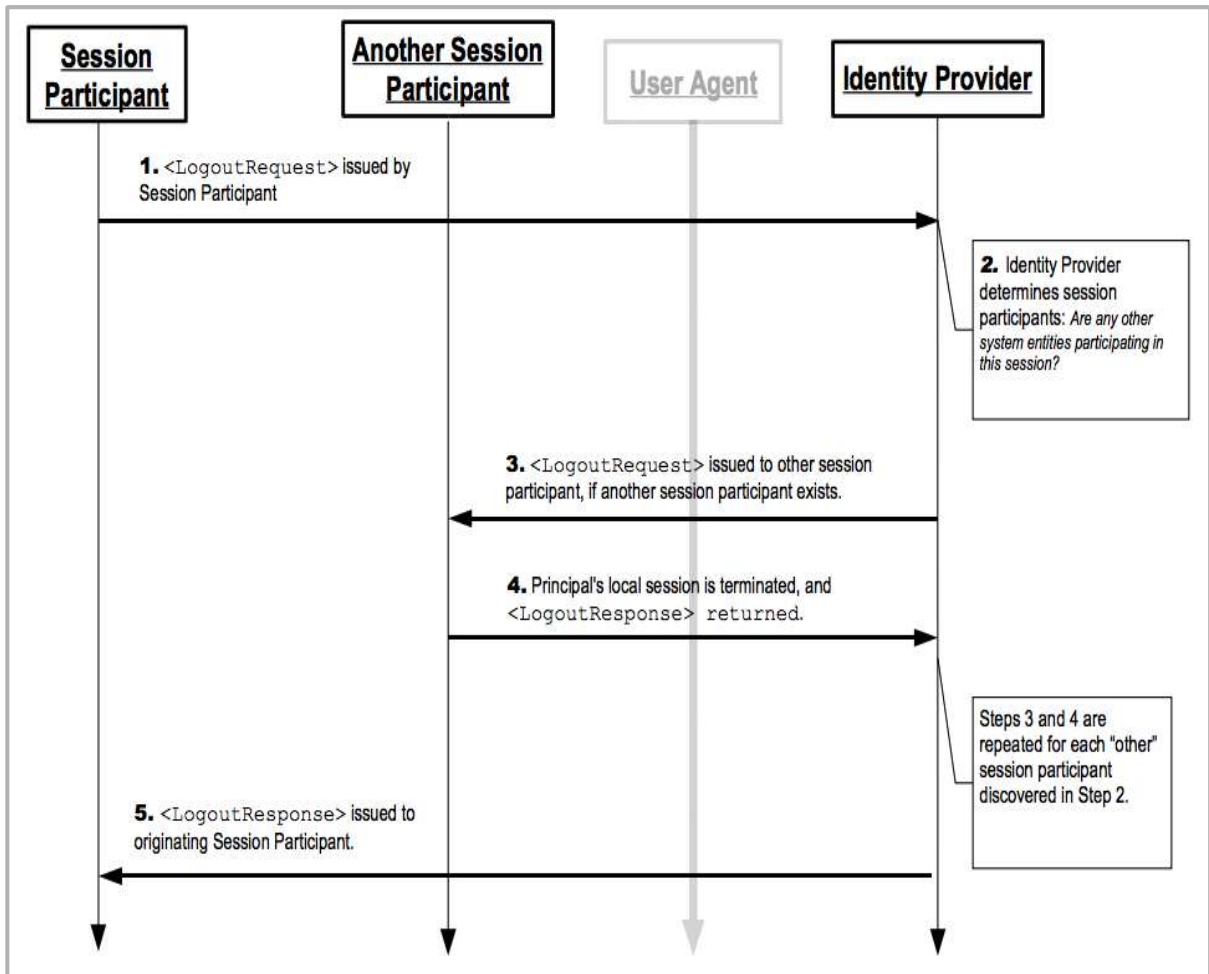 Session
Participant
Another Session
Participant
User Agent
Identity Provider
1. <LogoutRequest> issued by
Session Participant
2. Identity Provider
determines session
participants: Are any other
system entities participating in
this session?
3. <LogoutRequest> issued to other session
participant, if another session participant exists.
4. Principal's local session is terminated, and
<LogoutResponse> returned.
Steps 3 and 4 are
repeated for each "other"
session participant
discovered in Step 2.
5. <LogoutResponse> issued to
originating Session Participant.